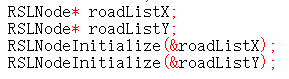 RSLNode* roadListX;
RSLNode* roadListY;
RSLNodeInitialize(&roadListX);
RSLNodeInitialize(&roadListY);